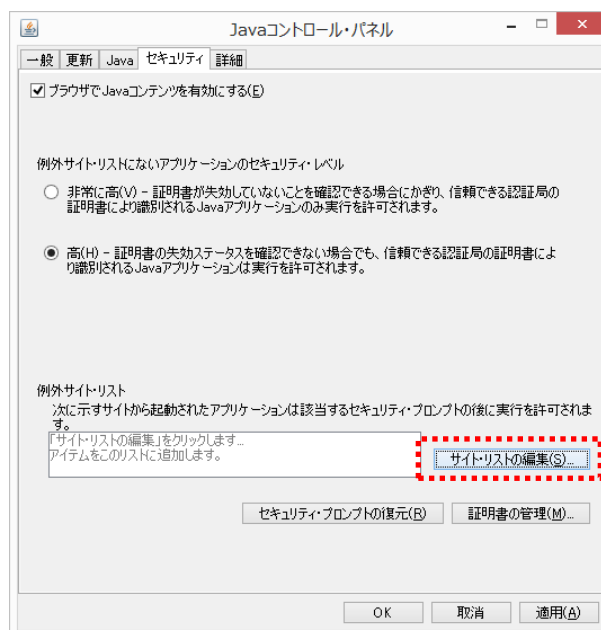 Javaコントロール・パネル
一般 更新 Java セキュリティ 詳細
ブラウザでJavaコンテンツを有効にする(E)
例外サイト・リストにないアプリケーションのセキュリティ・レベル
非常に高(V) - 証明書が失効していないことを確認できる場合にかぎり、信頼できる認証局の
証明書により識別されるJavaアプリケーションのみ実行を許可されます。
高(H) - 証明書の失効ステータスを確認できない場合でも、信頼できる認証局の証明書によ
り識別されるJavaアプリケーションは実行を許可されます。
例外サイト・リスト
次に示すサイトから起動されたアプリケーションは該当するセキュリティ・プロンプトの後に実行を許可されま
す。
「サイト・リストの編集」をクリックします...
アイテムをこのリストに追加します。
サイト・リストの編集(S)...
セキュリティ・プロンプトの復元(R) 証明書の管理(M)...
OK 取消 適用(A)